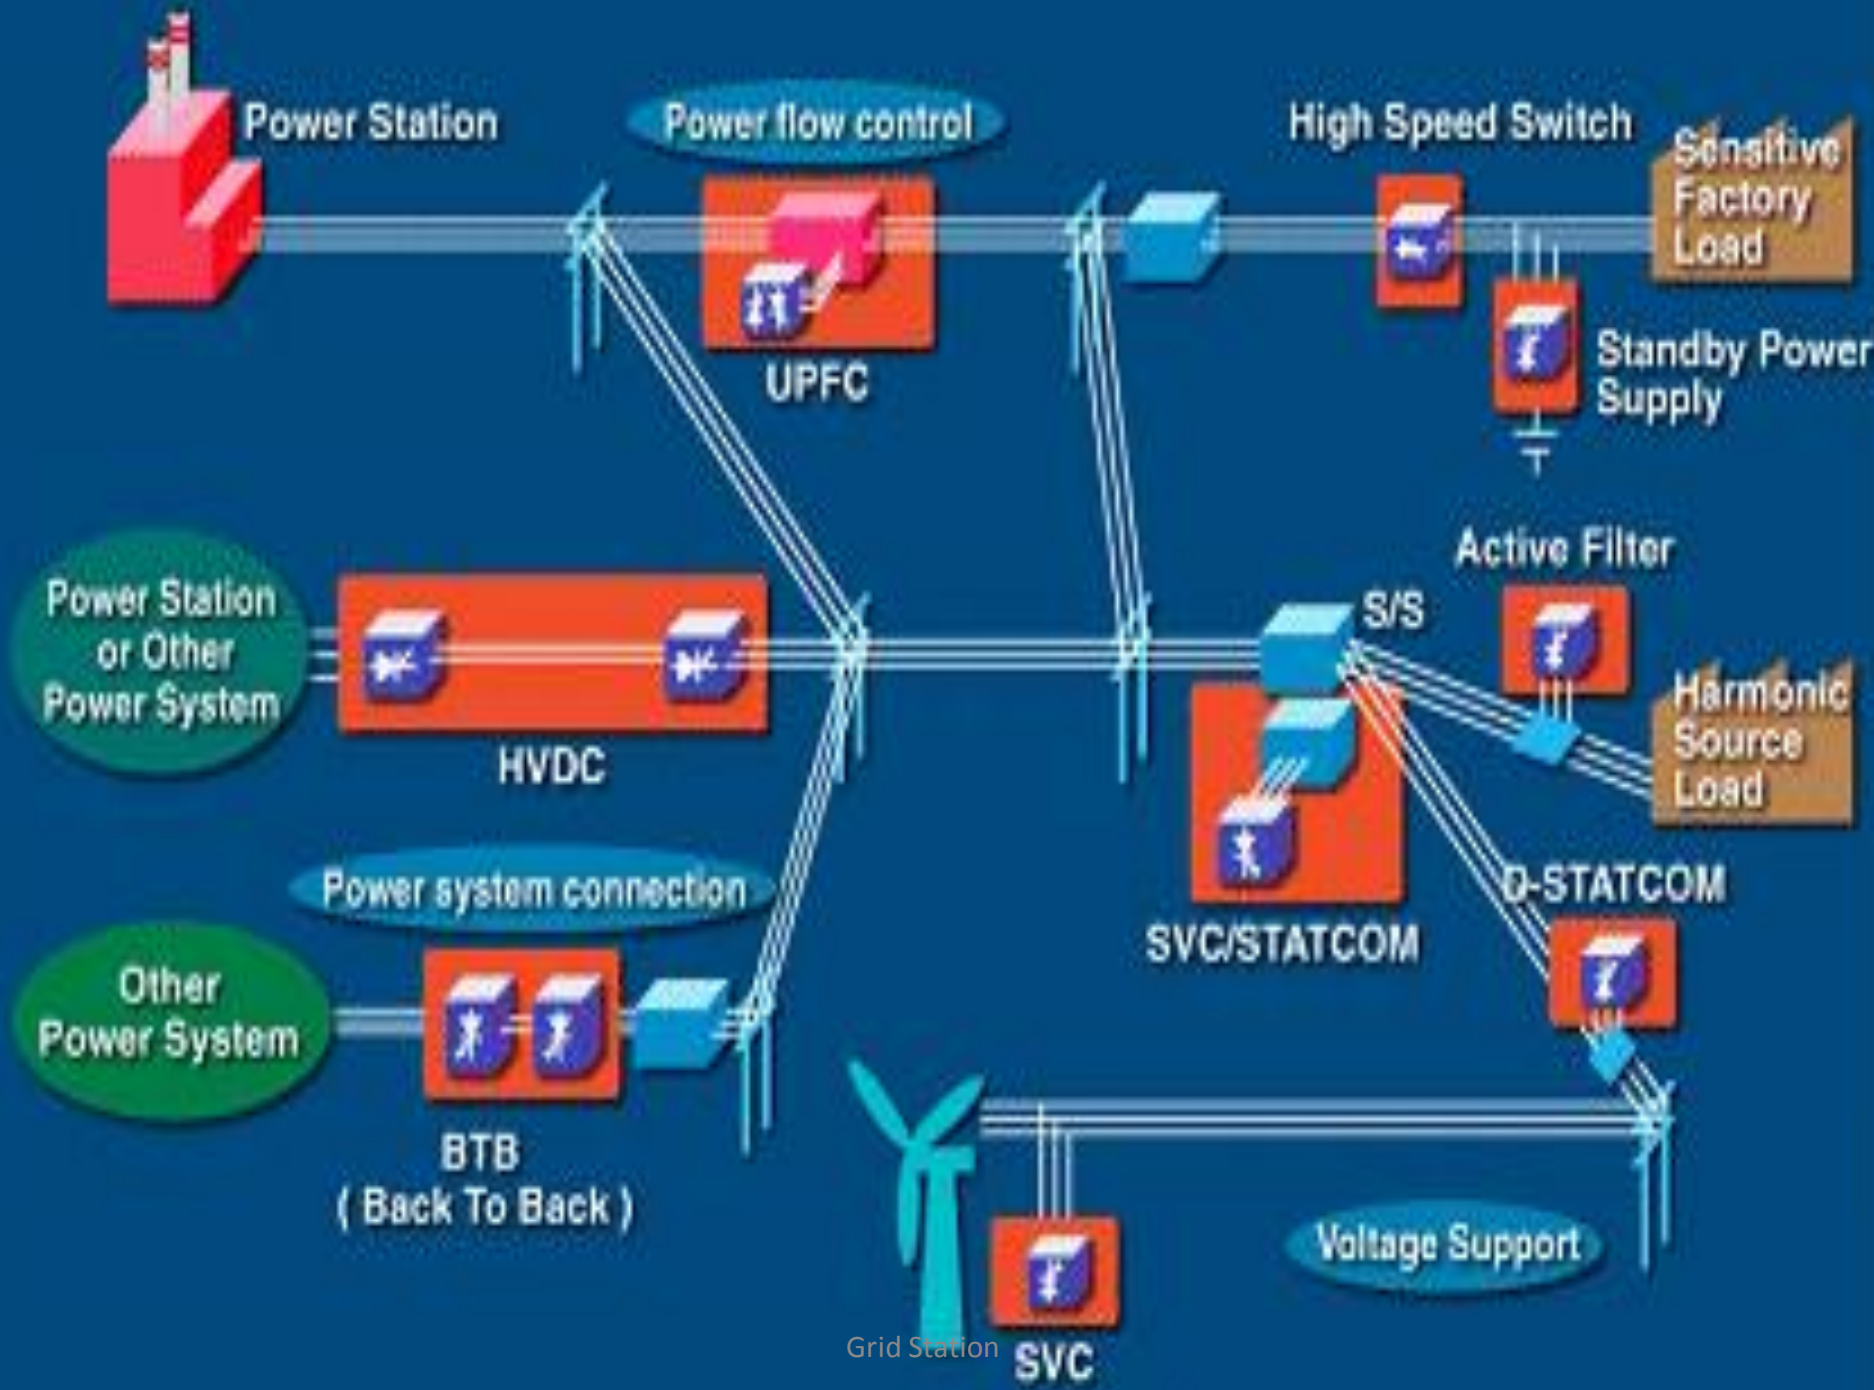 Power Station
Power flow control
High Speed Switch
Sensitive
Factory
Load
UPFC
Standby Power
Supply
Active Filter
Power Station
or Other
Power System
S/S
HVDC
Harmonic
Source
Load
Power system connection
D-STATCOM
SVC/STATCOM
Other
Power System
BTB
( Back To Back )
Voltage Support
Grid Station
SVC